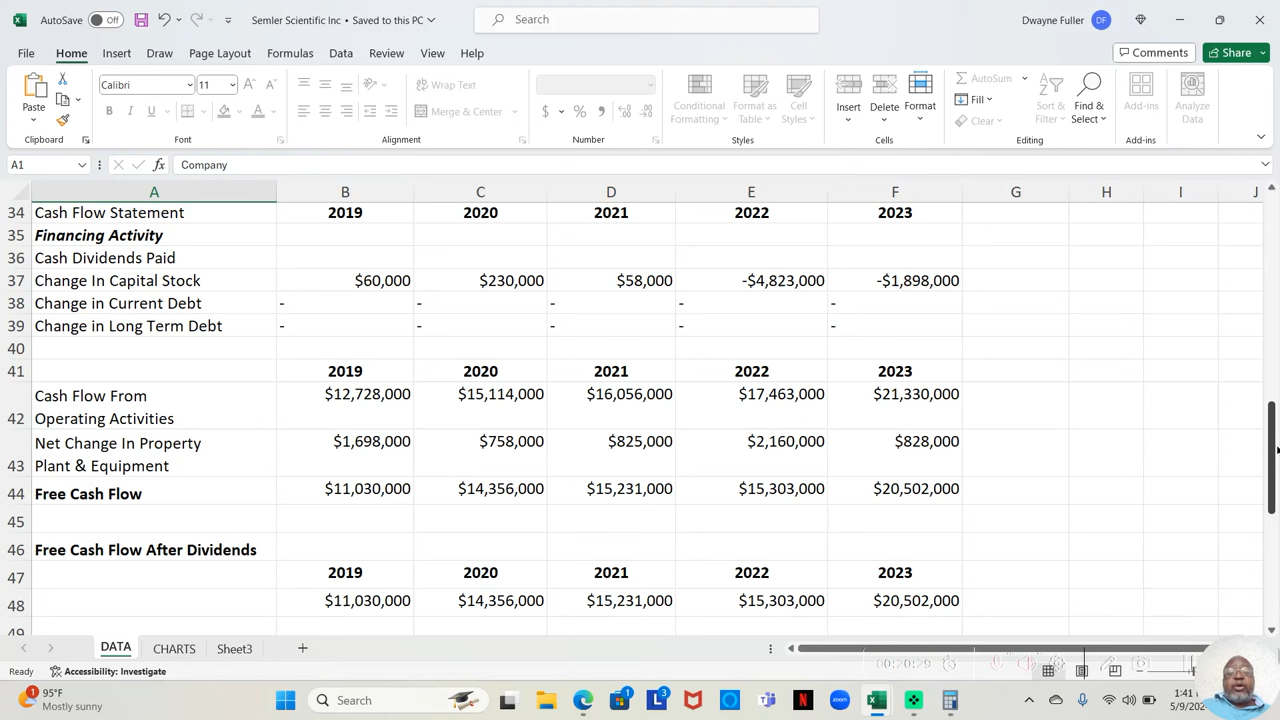 AutoSave Off Semler Scientific Inc • Saved to this PC Search Dwayne Fuller DF
File Home Insert Draw Page Layout Formulas Data Review View Help Comments Share
Paste Calibri 11 A A Wrap Text Conditional Formatting Format as Table Cell Styles Insert Delete Format AutoSum Sort & Filter Find & Select Add-ins Analyze Data
B I U A Merge & Center $ % Fill
Clear
Clipboard Font Alignment Number Styles Cells Editing Add-ins
A1 fx Company
A B C D E F G H I J
34 Cash Flow Statement 2019 2020 2021 2022 2023
35 Financing Activity
36 Cash Dividends Paid
37 Change In Capital Stock $60,000 $230,000 $58,000 -$4,823,000 -$1,898,000
38 Change in Current Debt - - - - -
39 Change in Long Term Debt - - - - -
40
41 2019 2020 2021 2022 2023
Cash Flow From $12,728,000 $15,114,000 $16,056,000 $17,463,000 $21,330,000
42 Operating Activities
Net Change In Property $1,698,000 $758,000 $825,000 $2,160,000 $828,000
43 Plant & Equipment
44 Free Cash Flow $11,030,000 $14,356,000 $15,231,000 $15,303,000 $20,502,000
45
46 Free Cash Flow After Dividends
47 2019 2020 2021 2022 2023
48 $11,030,000 $14,356,000 $15,231,000 $15,303,000 $20,502,000
49
DATA CHARTS Sheet3
Ready Accessibility: Investigate 00:20:29
1 95°F Search 1 3 zoom 1:41
Mostly sunny